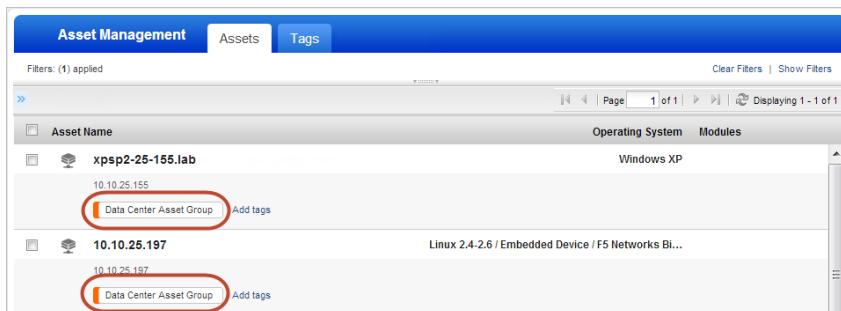 Asset Management Assets Tags
Filters: (1) applied Clear Filters | Show Filters
» Page 1 of 1 Displaying 1 - 1 of 1
Asset Name Operating System Modules
xpsp2-25-155.lab Windows XP
10.10.25.155
Data Center Asset Group Add tags
10.10.25.197 Linux 2.4-2.6 / Embedded Device / F5 Networks Bi...
10.10.25.197
Data Center Asset Group Add tags